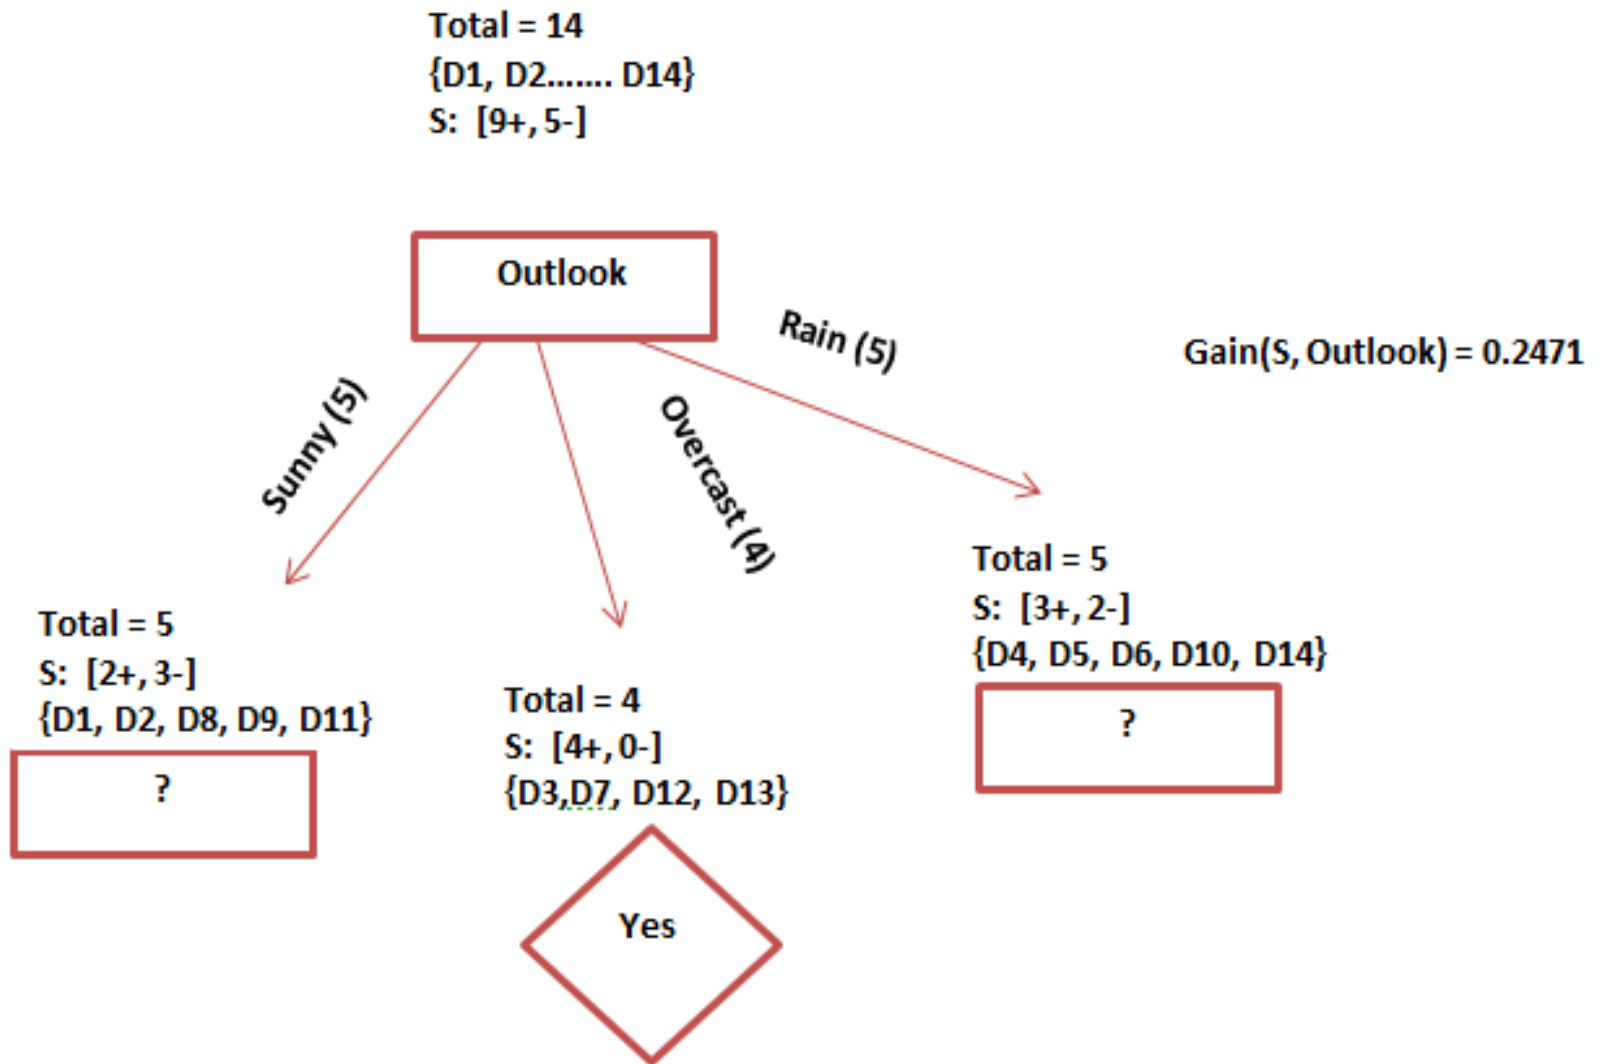 Total = 14
{D1, D2....... D14}
S: [9+, 5-]
Outlook
Rain (5)
Gain(S, Outlook) = 0.2471
Sunny (5)
Overcast (4)
Total = 5
S: [3+, 2-]
{D4, D5, D6, D10, D14}
?
Total = 5
S: [2+, 3-]
{D1, D2, D8, D9, D11}
?
Total = 4
S: [4+, 0-]
{D3,D7, D12, D13}
Yes